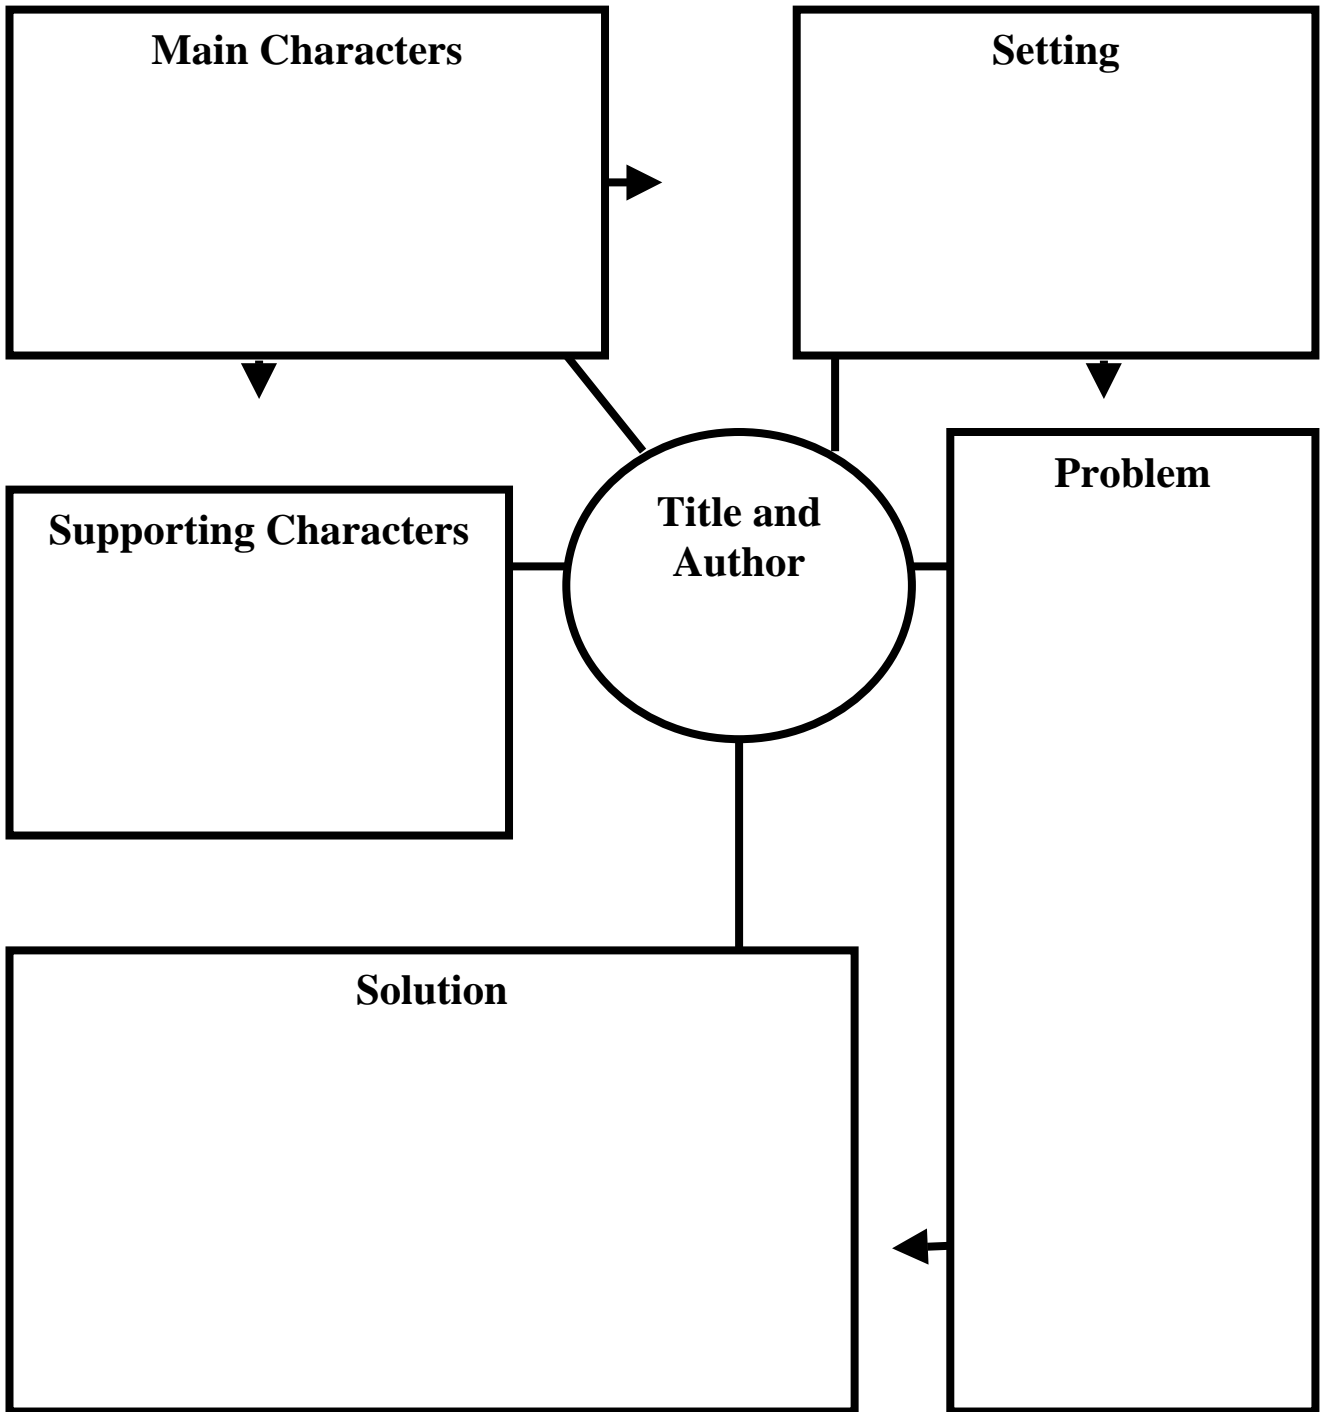 Main Characters
Setting
Title and
Author
Problem
Supporting Characters
Solution